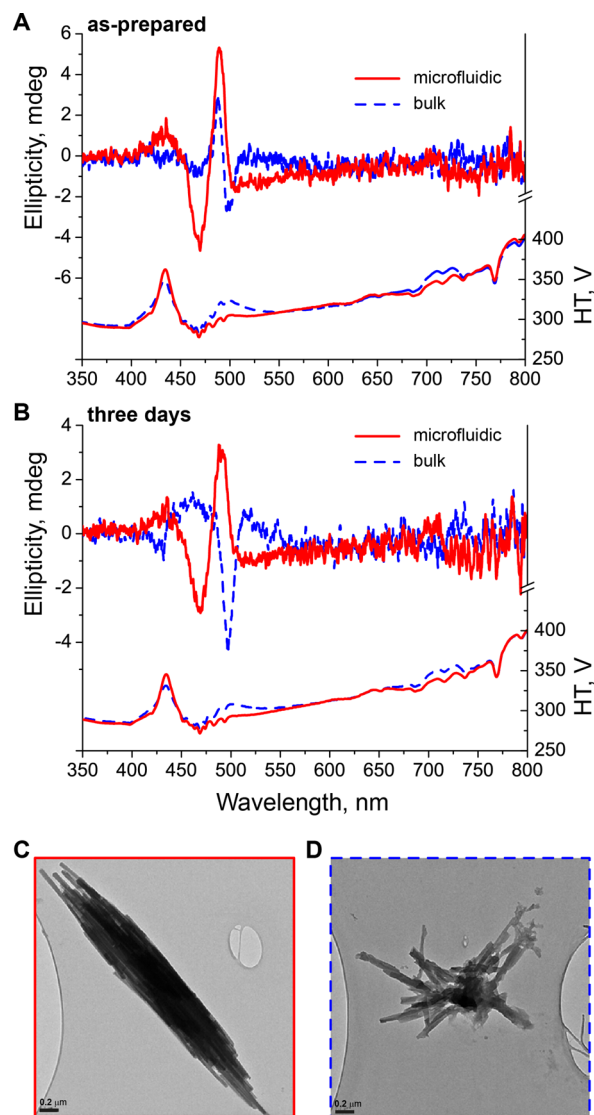 A as-prepared
6
4
2
0
-2
-4
-6
Ellipticity, mdeg
microfluidic
bulk
400
350
300
250
HT, V
350 400 450 500 550 600 650 700 750 800
B three days
4
2
0
-2
-4
Ellipticity, mdeg
microfluidic
bulk
400
350
300
250
HT, V
350 400 450 500 550 600 650 700 750 800
Wavelength, nm
C
0.2 µm
D
0.2 µm